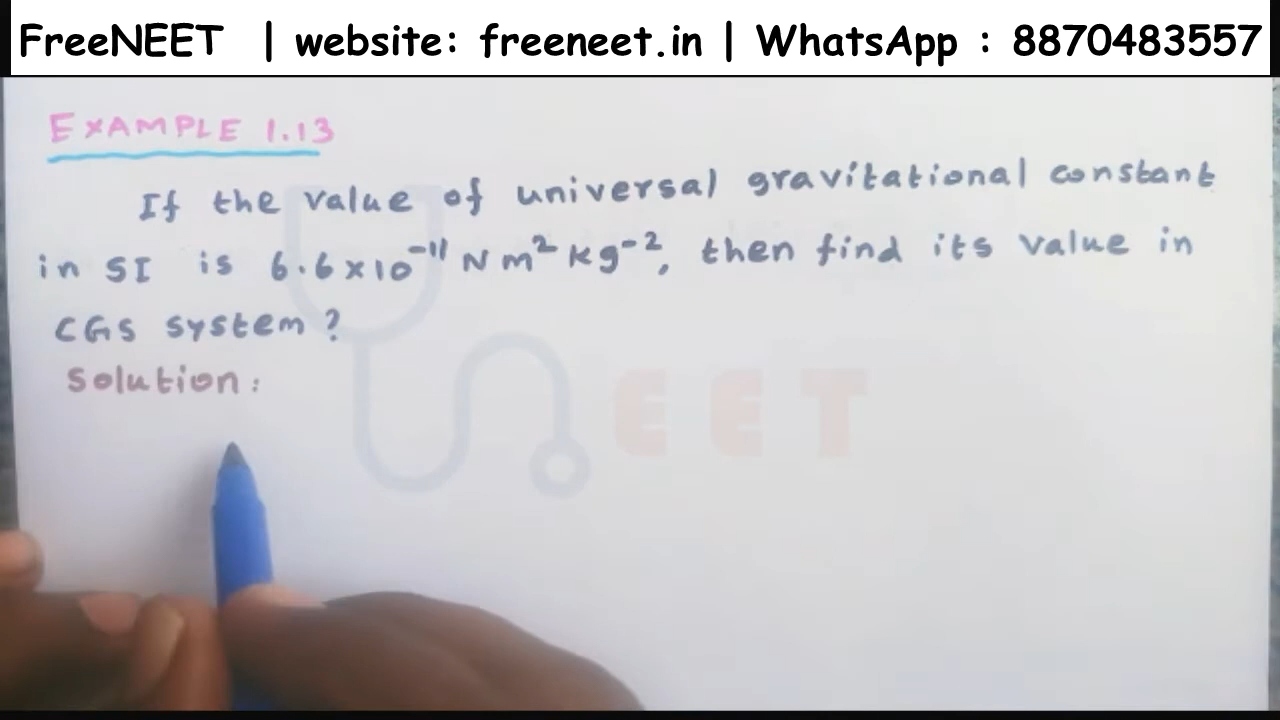 FreeNEET | website: freeneet.in | WhatsApp : 8870483557
EXAMPLE 1.13
If the value of universal gravitational constant
in SI is 6.6×10⁻¹¹ N m² kg⁻², then find its value in
CGS system ?
Solution :
EET